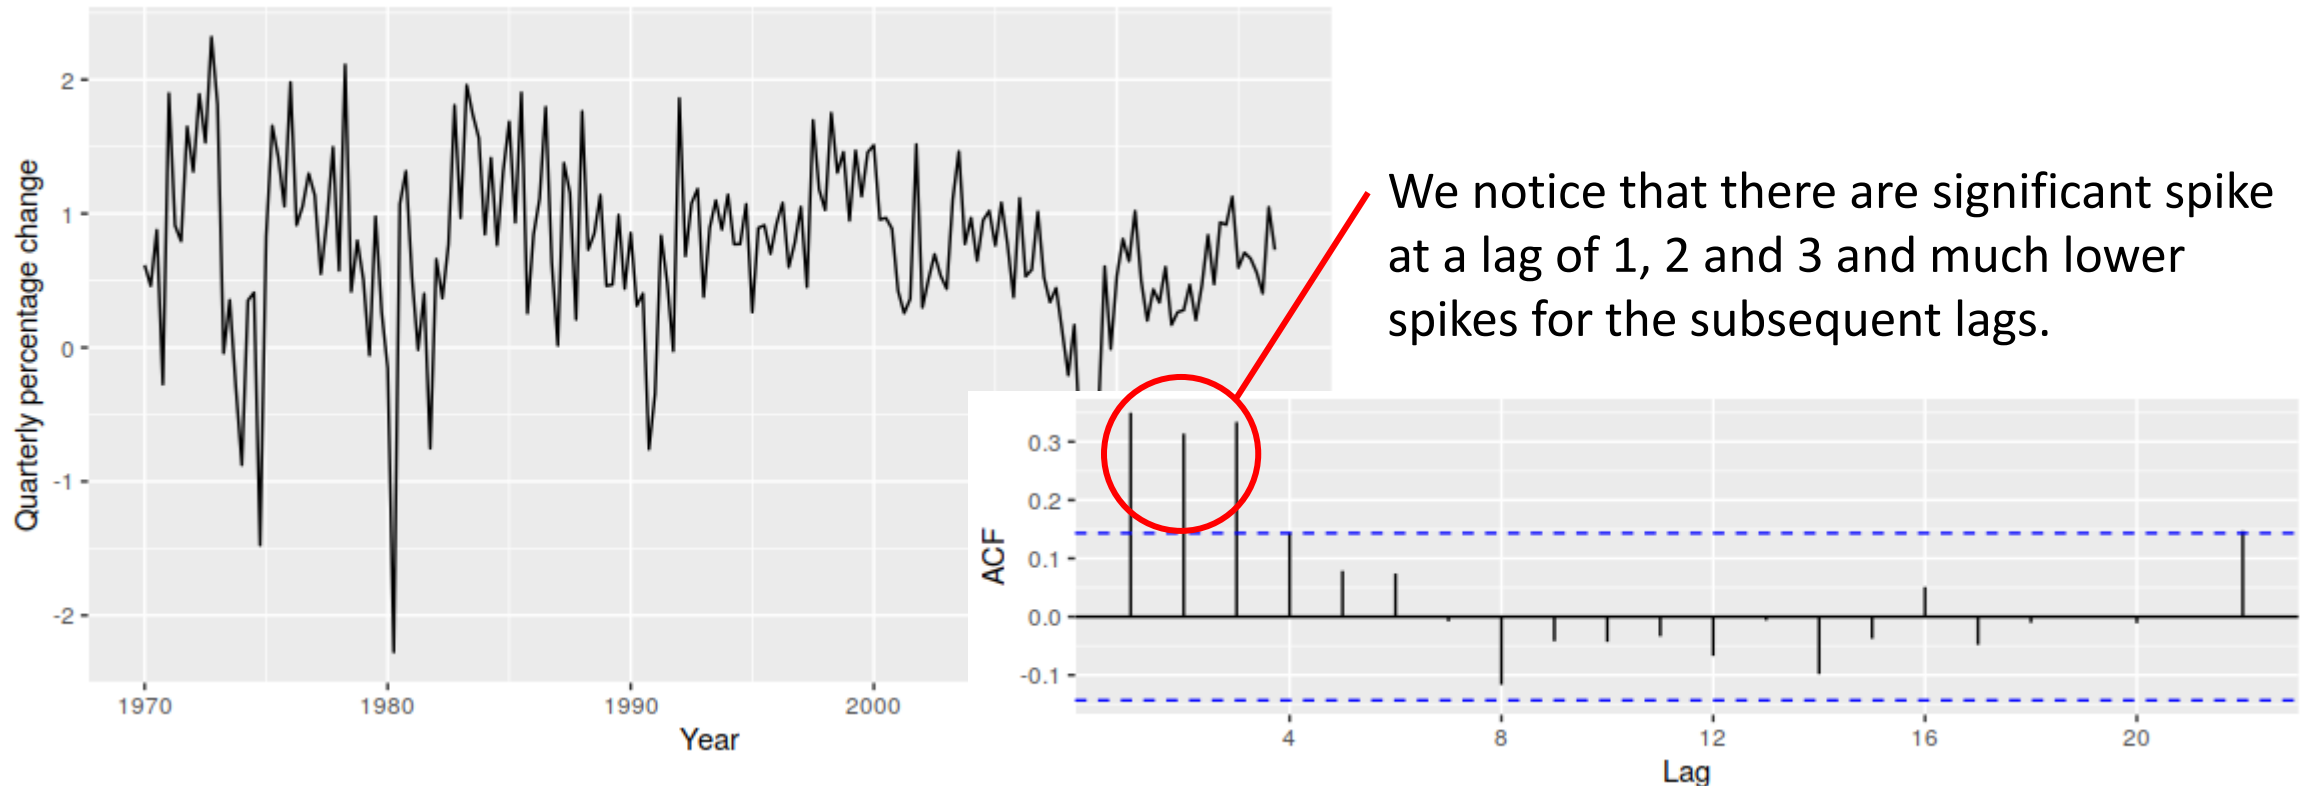 2
1
0
-1
-2
Quarterly percentage change
1970 1980 1990 2000
Year
We notice that there are significant spike
at a lag of 1, 2 and 3 and much lower
spikes for the subsequent lags.
0.3
0.2
0.1
0.0
-0.1
ACF
4 8 12 16 20
Lag